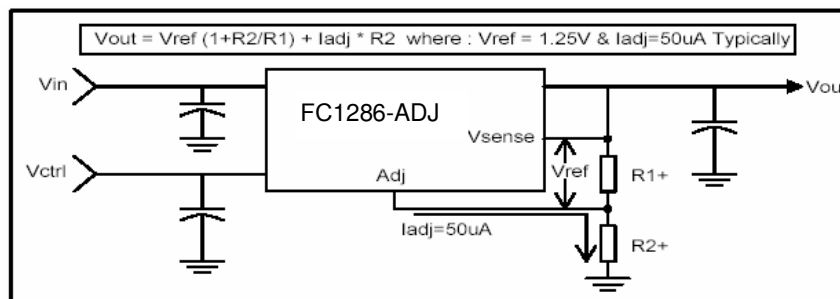 Vout = Vref (1+R2/R1) + Iadj * R2 where : Vref = 1.25V & Iadj=50uA Typically
Vin
FC1286-ADJ
Vou
Vsense
Vctrl
Adj
Vref
R1+
Iadj=50uA
R2+